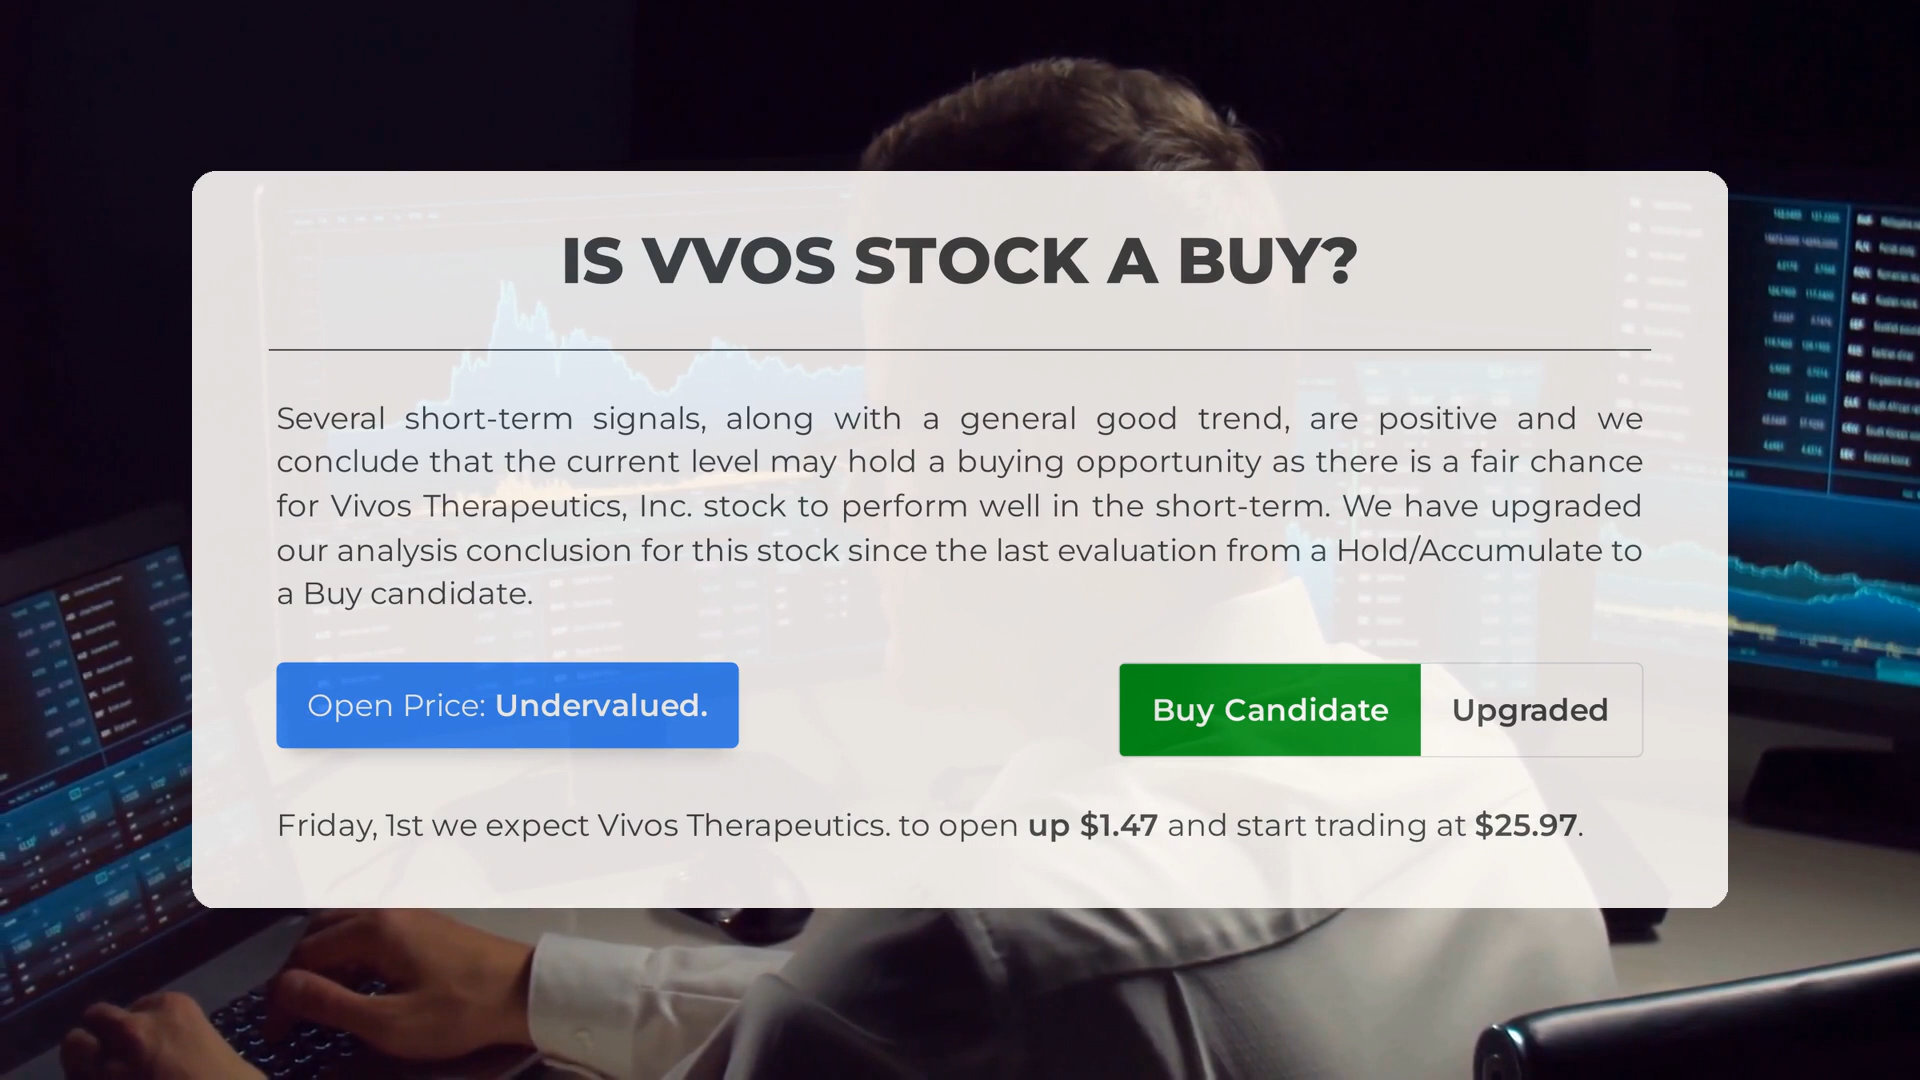 IS VVOS STOCK A BUY?
Several short-term signals, along with a general good trend, are positive and we
conclude that the current level may hold a buying opportunity as there is a fair chance
for Vivos Therapeutics, Inc. stock to perform well in the short-term. We have upgraded
our analysis conclusion for this stock since the last evaluation from a Hold/Accumulate to
a Buy candidate.
Open Price: Undervalued.
Buy Candidate Upgraded
Friday, 1st we expect Vivos Therapeutics. to open up $1.47 and start trading at $25.97.